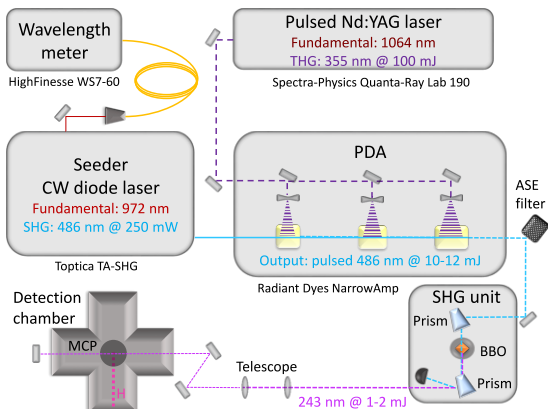 Wavelength
meter
HighFinesse WS7-60
Pulsed Nd:YAG laser
Fundamental: 1064 nm
THG: 355 nm @ 100 mJ
Spectra-Physics Quanta-Ray Lab 190
Seeder
CW diode laser
Fundamental: 972 nm
SHG: 486 nm @ 250 mW
Toptica TA-SHG
PDA
Output: pulsed 486 nm @ 10-12 mJ
Radiant Dyes NarrowAmp
ASE
filter
SHG unit
Prism
BBO
Prism
Detection
chamber
MCP
H
Telescope
243 nm @ 1-2 mJ